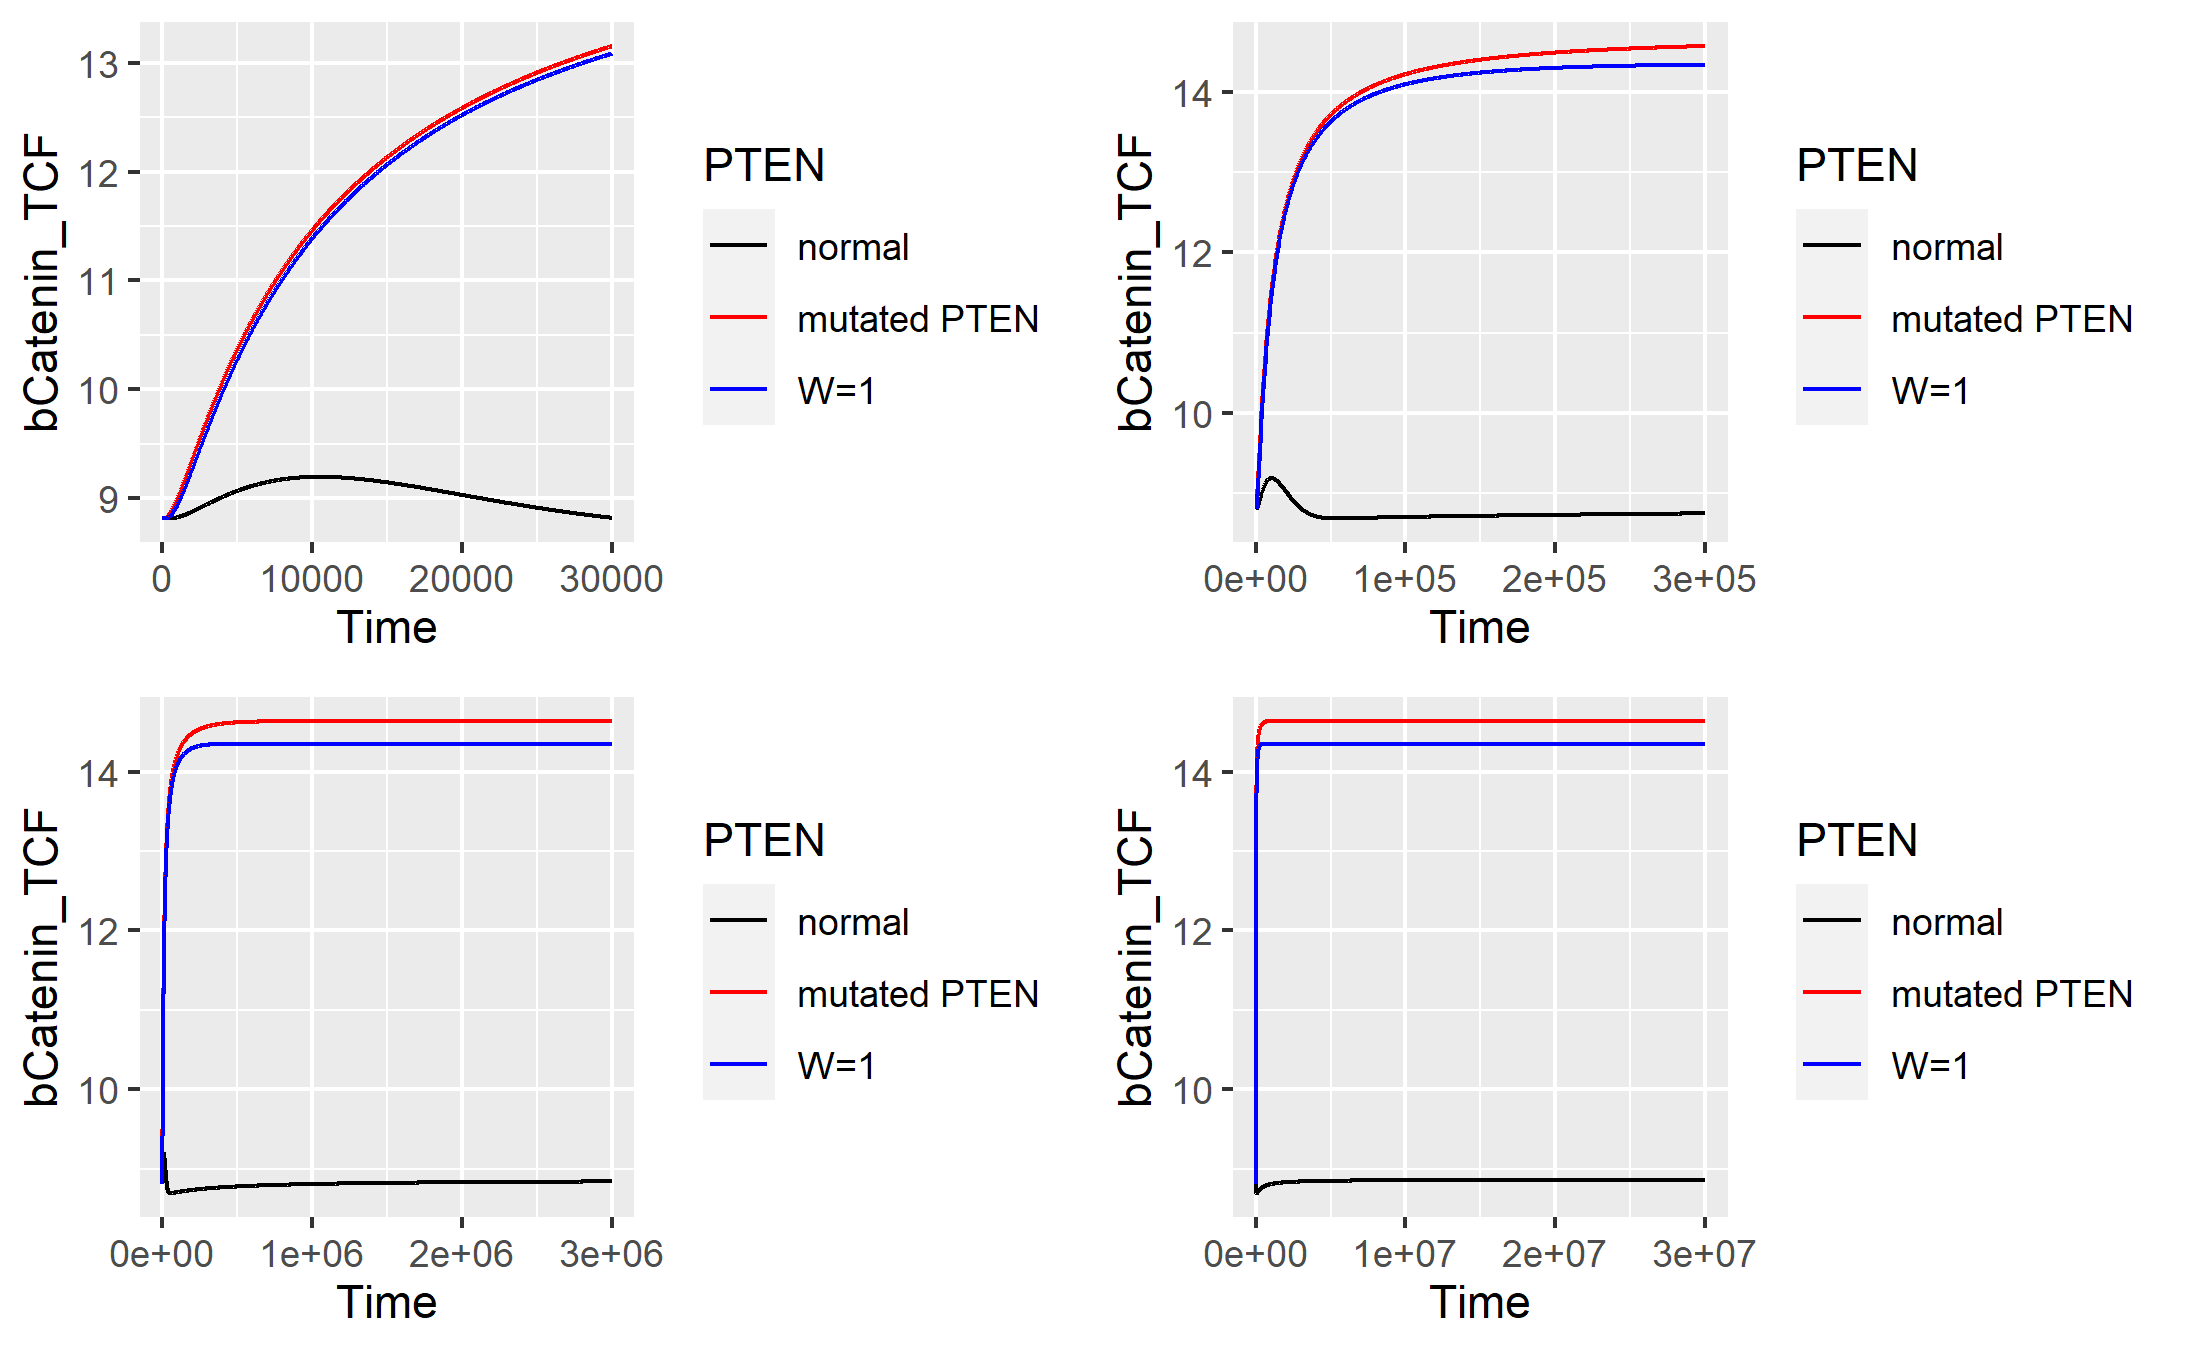 bCatenin_TCF
13
12
11
10
9
0 10000 20000 30000
Time
PTEN
normal
mutated PTEN
W=1
bCatenin_TCF
14
12
10
0e+00 1e+05 2e+05 3e+05
Time
PTEN
normal
mutated PTEN
W=1
bCatenin_TCF
14
12
10
0e+00 1e+06 2e+06 3e+06
Time
PTEN
normal
mutated PTEN
W=1
bCatenin_TCF
14
12
10
0e+00 1e+07 2e+07 3e+07
Time
PTEN
normal
mutated PTEN
W=1